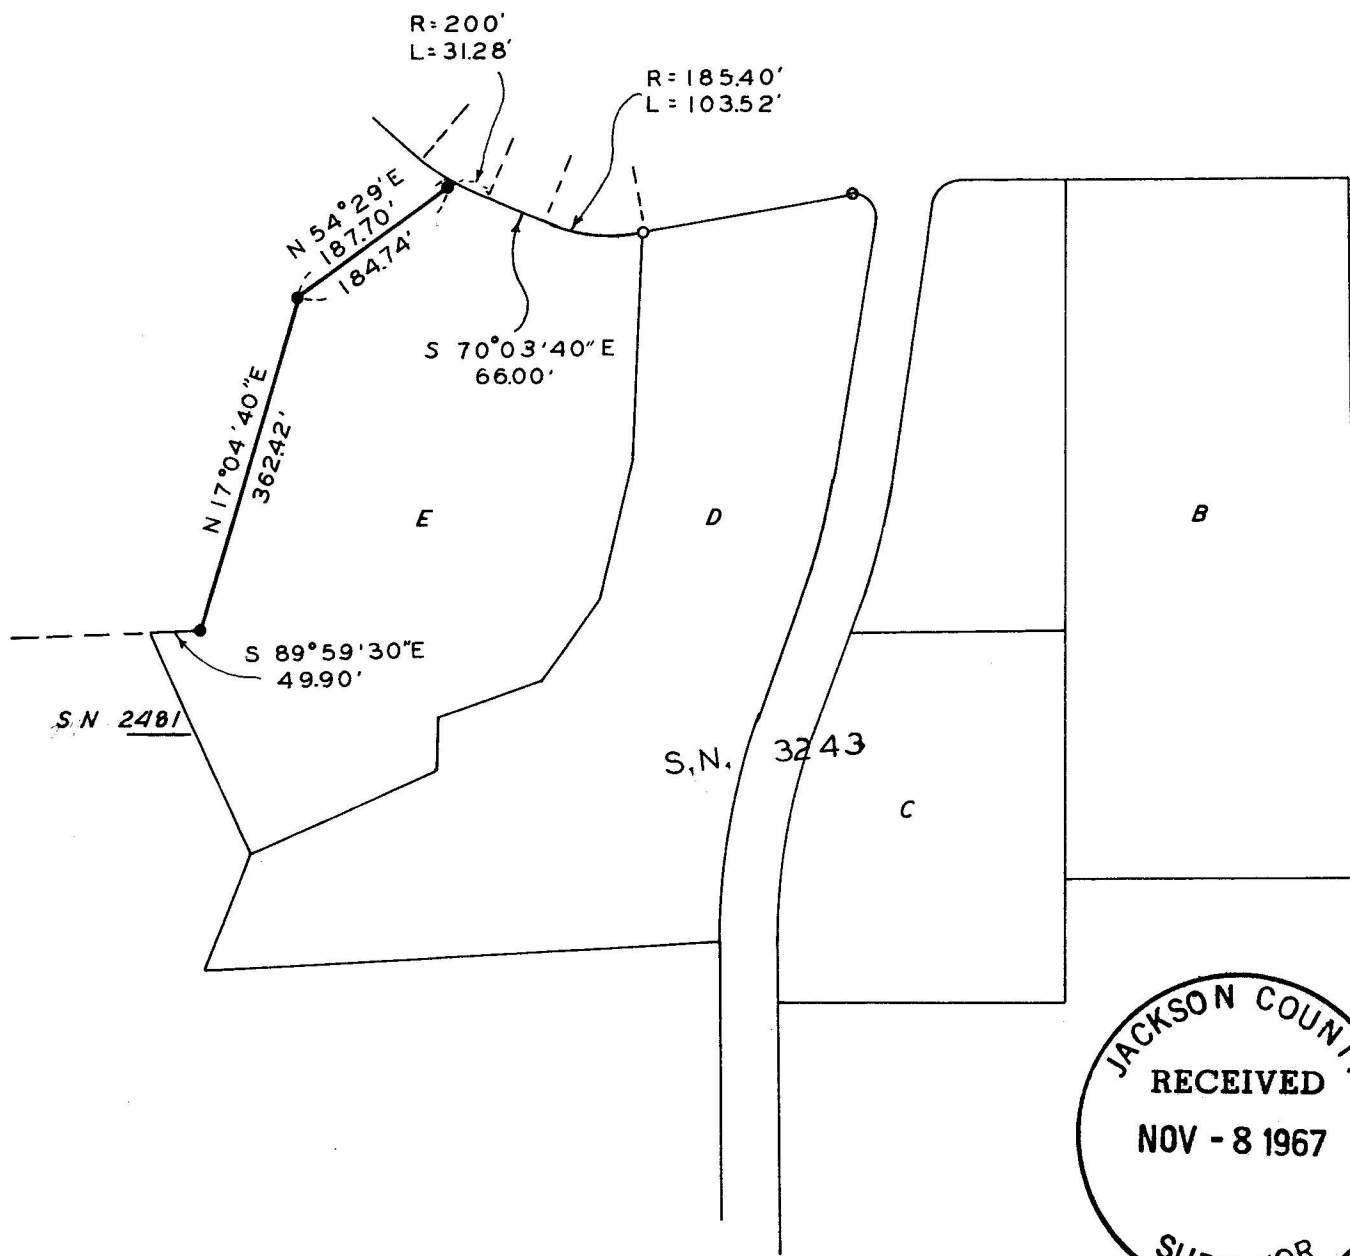 R=200'
L=31.28'
R=185.40'
L=103.52'
N 54°29'E
187.70'
184.74'
S 70°03'40"E
66.00'
N 17°04'40"E
362.42'
E
D
B
S 89°59'30"E
49.90'
S N 2481
S.N. 3243
C
JACKSON COUN
RECEIVED
NOV - 8 1967